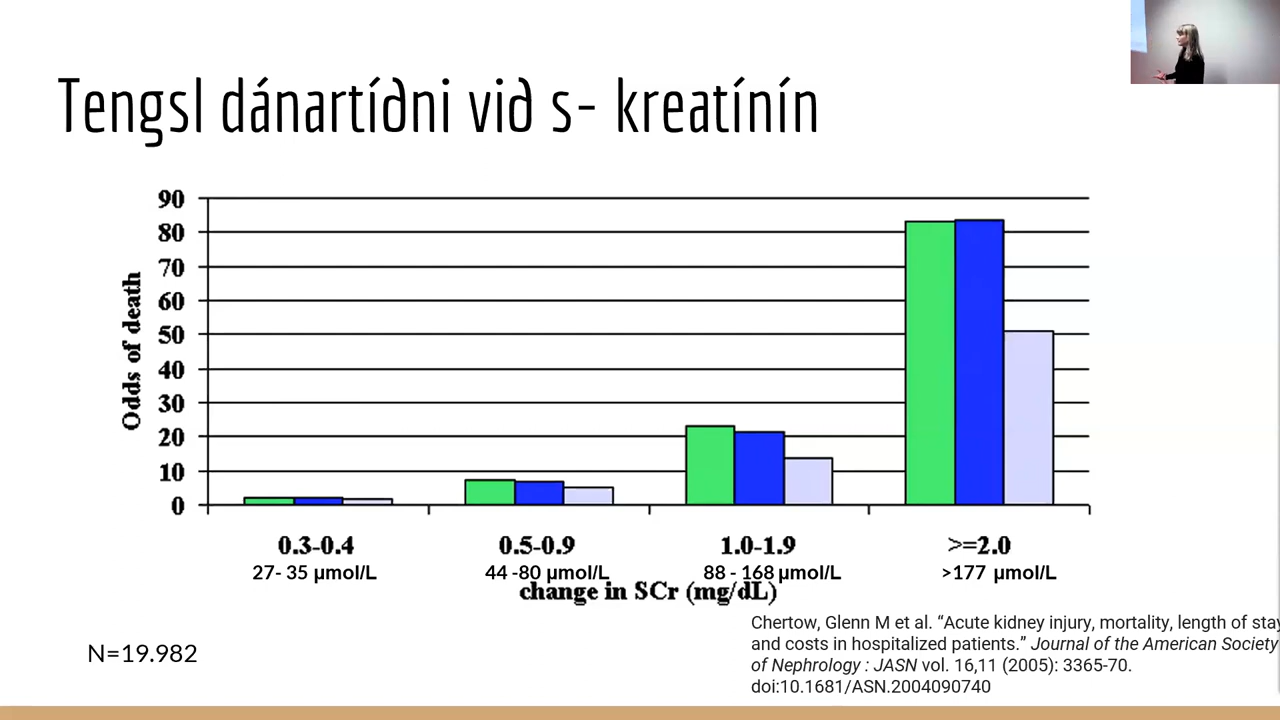 Tengsl dánartíðni við s- kreatínín
90
80
70
60
50
40
30
20
10
0
Odds of death
0.3-0.4 0.5-0.9 1.0-1.9 >=2.0
27- 35 µmol/L 44 -80 µmol/L 88 - 168 µmol/L >177 µmol/L
change in SCr (mg/dL)
N=19.982
Chertow, Glenn M et al. “Acute kidney injury, mortality, length of stay
and costs in hospitalized patients.” Journal of the American Society
of Nephrology : JASN vol. 16,11 (2005): 3365-70.
doi:10.1681/ASN.2004090740